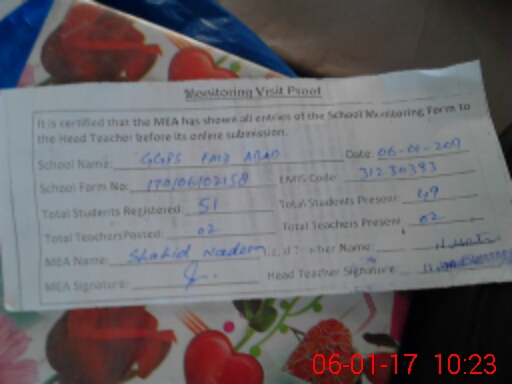 Monitoring Visit Proof
It is certified that the MEA has shown all entries of the School Monitoring Form to
the Head Teacher before its online submission.
School Name: GGPS FAIZ ABAD Date: 06-01-2017
School Form No: 170106102158 EMIS Code: 31230383
Total Students Registered: 51 Total Students Present: 49
Total Teachers Posted: 02 Total Teachers Present: 02
MEA Name: Shahid Nadeem Head Teacher Name:
MEA Signature: Head Teacher Signature:
06-01-17 10:23